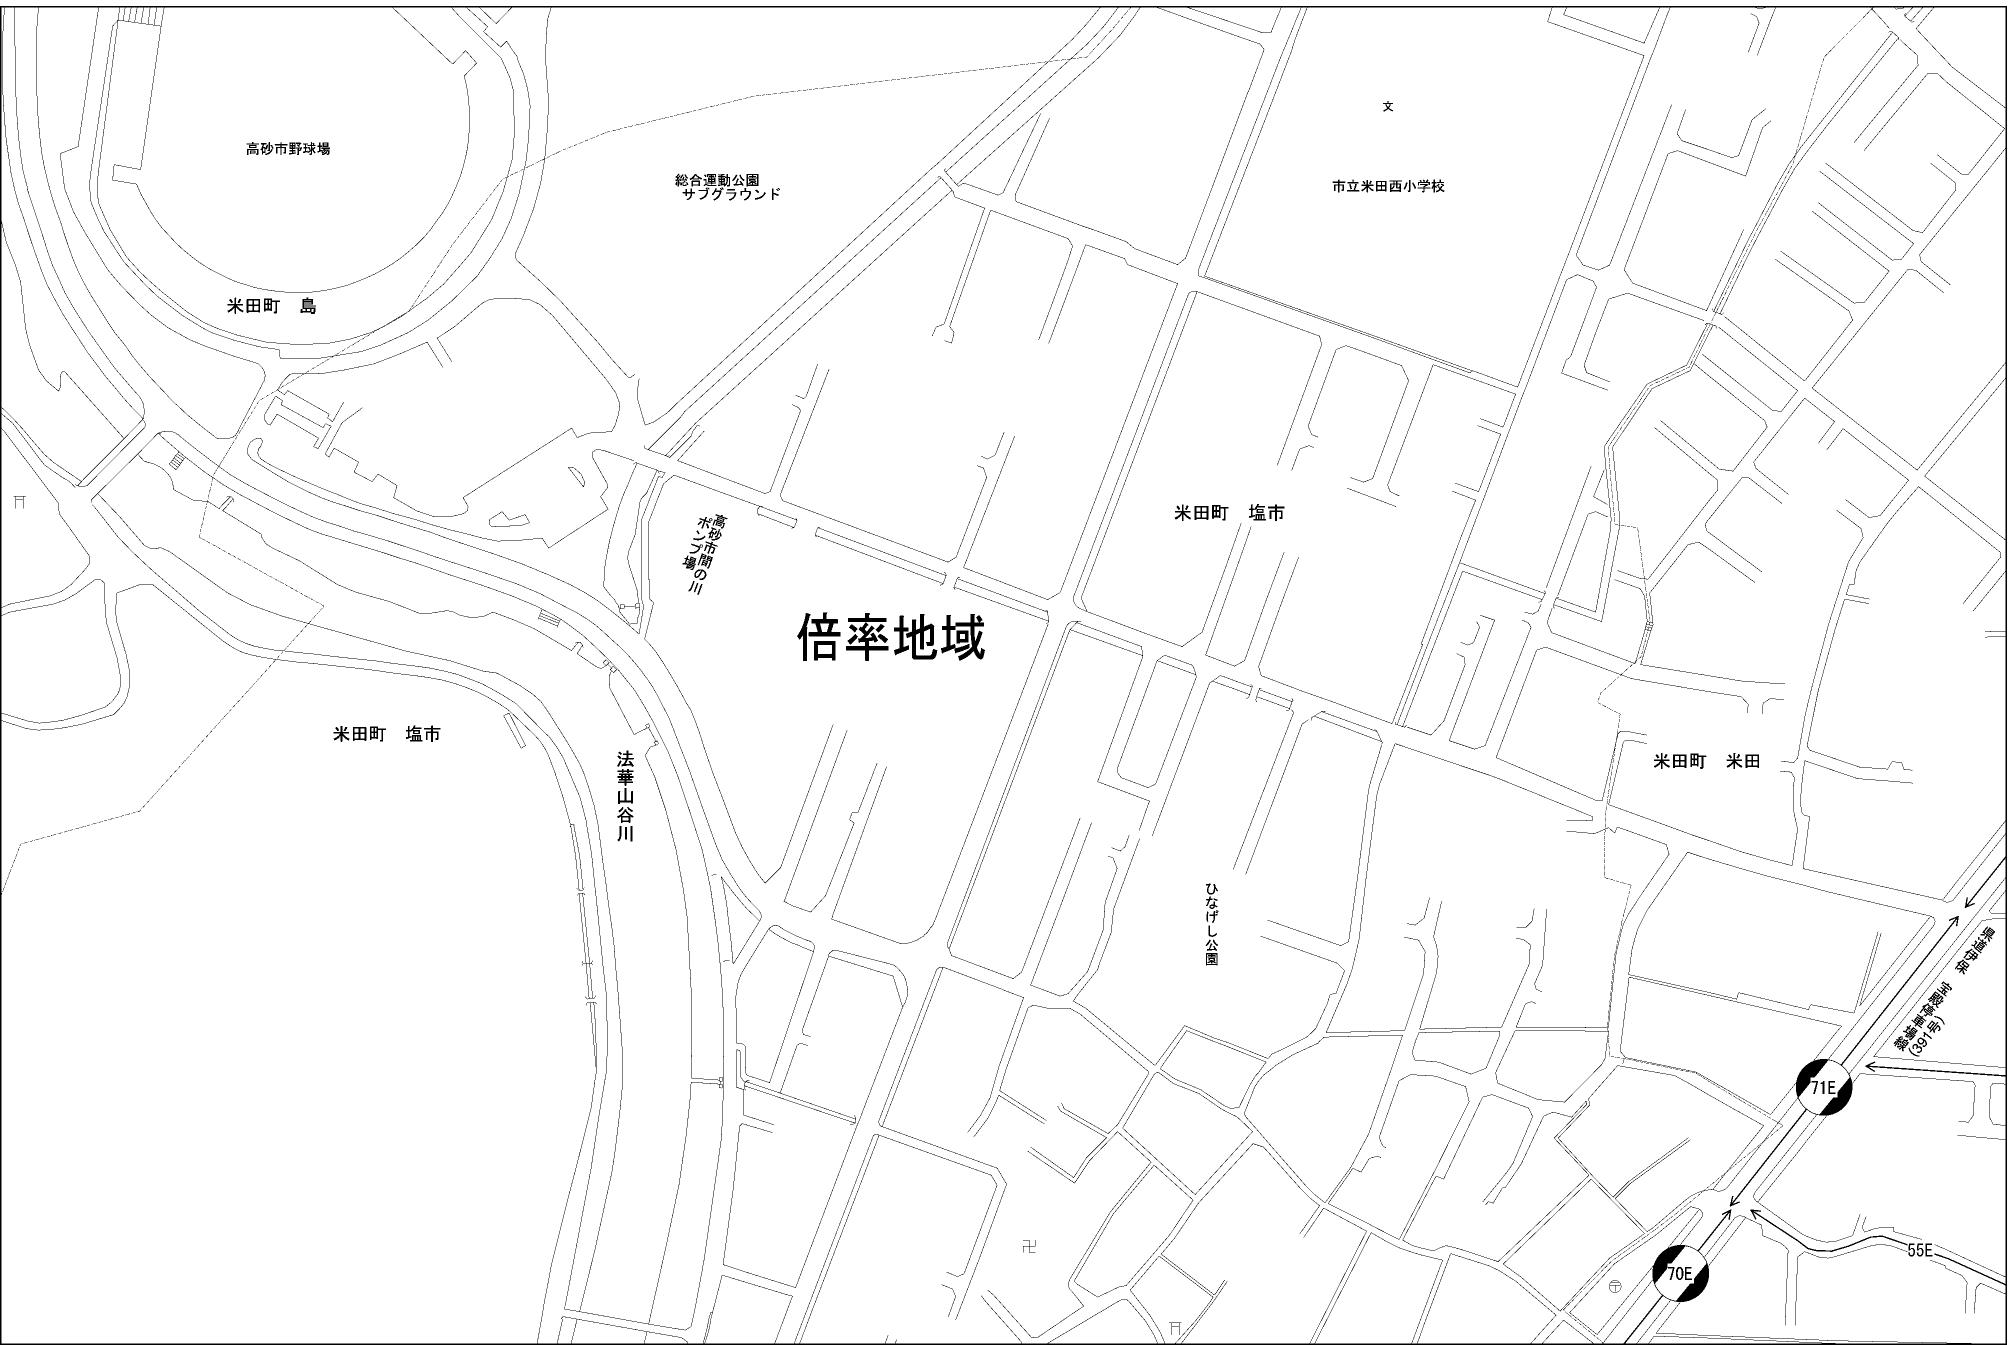 文
高砂市野球場
総合運動公園
サブグラウンド
市立米田西小学校
米田町　島
米田町　塩市
高砂市間の川
ポンプ場
倍率地域
米田町　塩市
法華山谷川
米田町　米田
ひなげし公園
県道伊保　宝殿停車場線
(391号)
71E
55E
70E